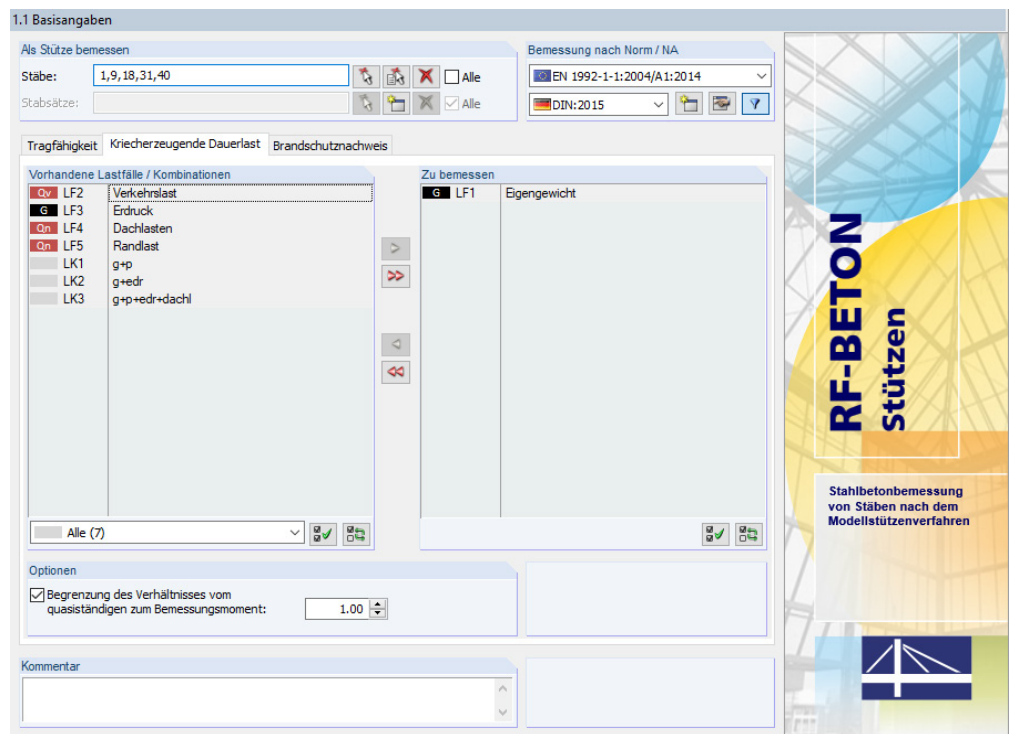 1.1 Basisangaben
Als Stütze bemessen
Stäbe: 1,9,18,31,40 Alle
Stabsätze: Alle
Bemessung nach Norm / NA
EN 1992-1-1:2004/A1:2014
DIN:2015
Tragfähigkeit Kriecherzeugende Dauerlast Brandschutznachweis
Vorhandene Lastfälle / Kombinationen
Qv LF2 Verkehrslast
G LF3 Erdruck
Qn LF4 Dachlasten
Qn LF5 Randlast
LK1 g+p
LK2 g+edr
LK3 g+p+edr+dachl
Alle (7)
Zu bemessen
G LF1 Eigengewicht
Optionen
Begrenzung des Verhältnisses vom
quasiständigen zum Bemessungsmoment: 1.00
Kommentar
RF-BETON
Stützen
Stahlbetonbemessung
von Stäben nach dem
Modellstützenverfahren